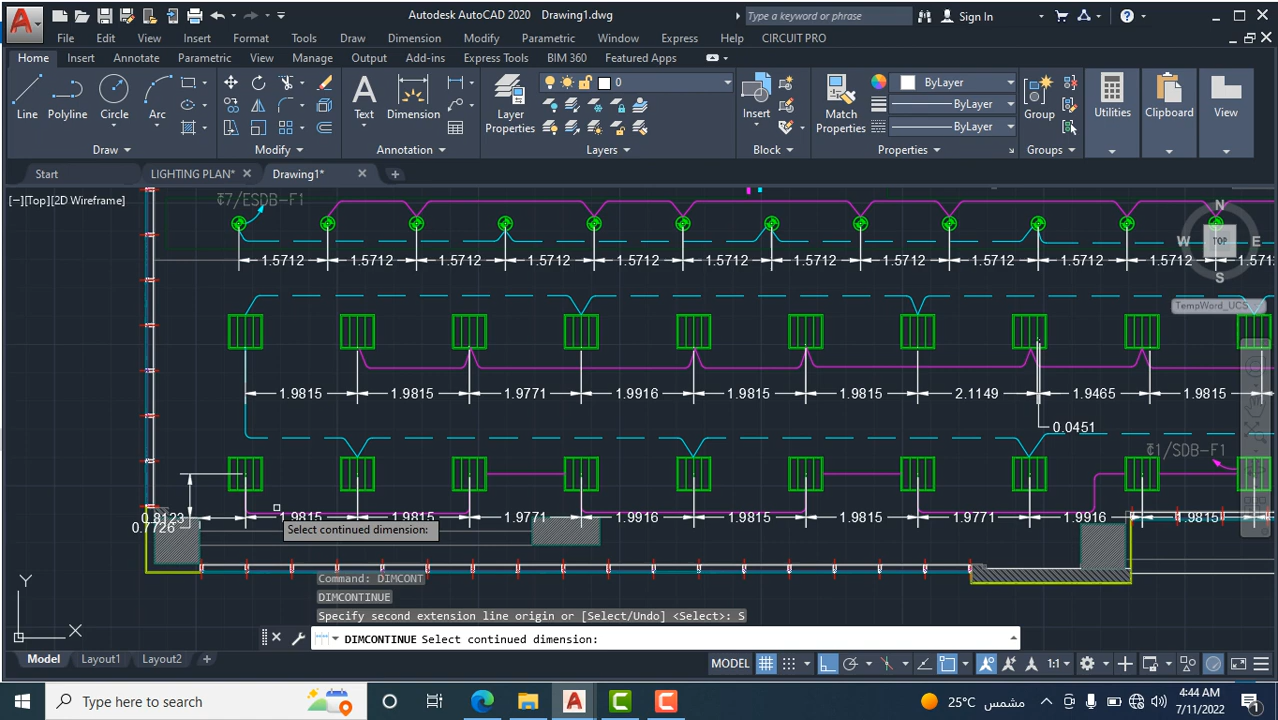 Autodesk AutoCAD 2020 Drawing1.dwg
Type a keyword or phrase
Sign In
File Edit View Insert Format Tools Draw Dimension Modify Parametric Window Express Help CIRCUIT PRO
Home Insert Annotate Parametric View Manage Output Add-ins Express Tools BIM 360 Featured Apps
Line Polyline Circle Arc Text Dimension Layer Properties 0 Insert Match Properties ByLayer Group Utilities Clipboard View
ByLayer
ByLayer
Draw Modify Annotation Layers Block Properties Groups
Start LIGHTING PLAN* Drawing1*
[−][Top][2D Wireframe]
¢7/ESDB-F1
N
W TOP E
S
1.5712 1.5712 1.5712 1.5712 1.5712 1.5712 1.5712 1.5712 1.5712 1.5712 1.5712
TempWord_UCS
1.9815 1.9815 1.9771 1.9916 1.9815 1.9815 2.1149 1.9465 1.9815
0.0451
¢1/SDB-F1
0.8123 1.9815 1.9815 1.9771 1.9916 1.9815 1.9815 1.9771 1.9916 1.9815
0.7726
Select continued dimension:
Command: DIMCONT
DIMCONTINUE
Specify second extension line origin or [Select/Undo] <Select>: S
Y
X
DIMCONTINUE Select continued dimension:
Model Layout1 Layout2
MODEL 1:1
Type here to search
25°C مشمس
4:44 AM
7/11/2022
1